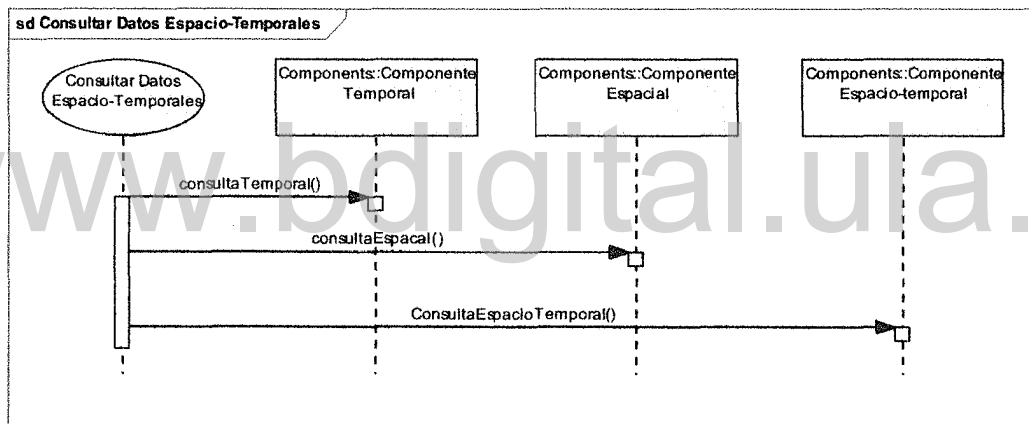 sd Consultar Datos Espacio-Temporales
Consultar Datos
Espacio-Temporales
Components::Componente
Temporal
Components::Componente
Espacial
Components::Componente
Espacio-temporal
www.bdigital.ula.
consultaTemporal()
consultaEspacal()
ConsultaEspacioTemporal()